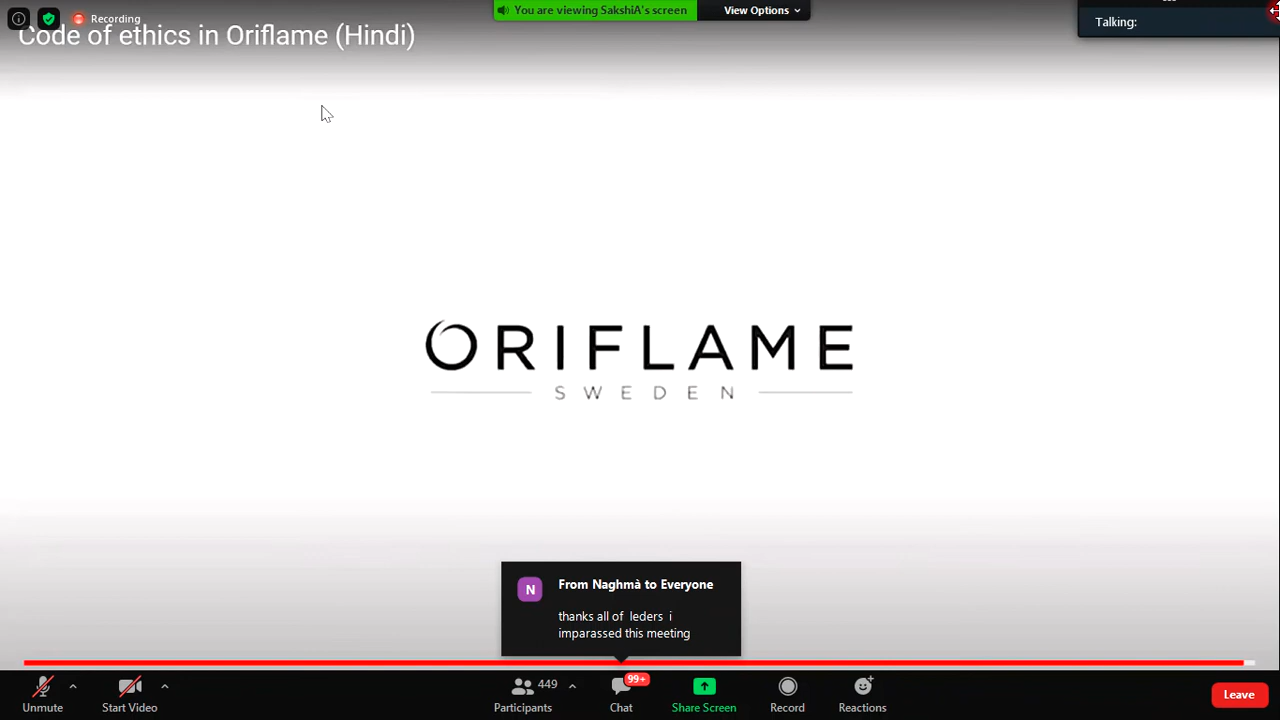 Recording
You are viewing SakshiA's screen
View Options
Talking:
Code of ethics in Oriflame (Hindi)
ORIFLAME
SWEDEN
N
From Naghmà to Everyone
thanks all of leders i
imparassed this meeting
Unmute
Start Video
449
Participants
99+
Chat
Share Screen
Record
Reactions
Leave